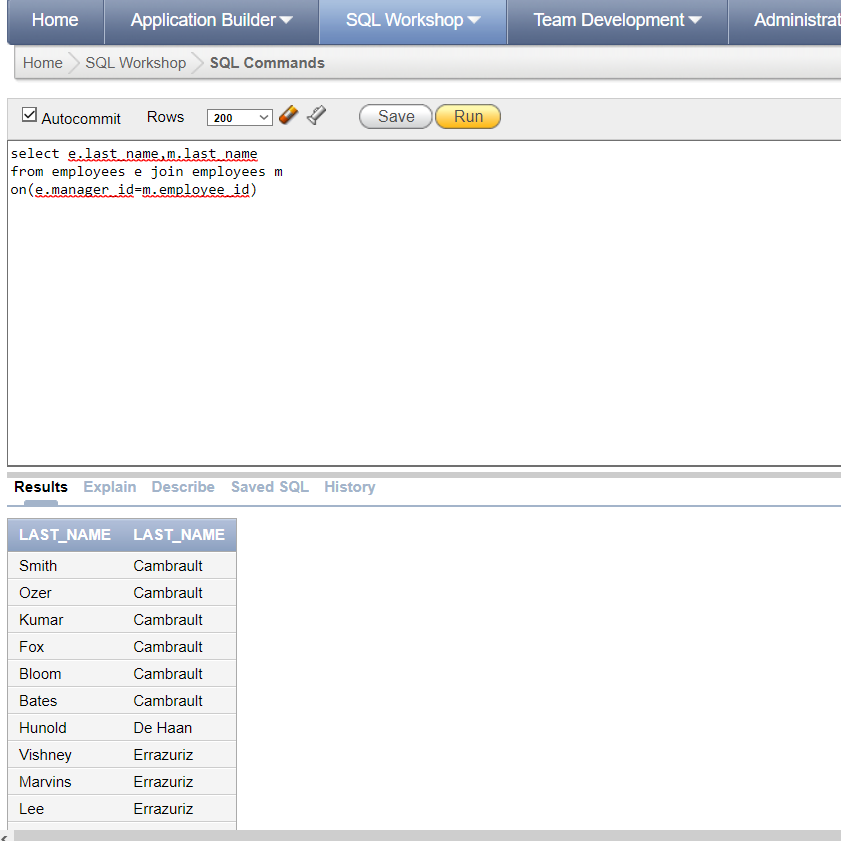 Home Application Builder SQL Workshop Team Development Administrat
Home SQL Workshop SQL Commands
Autocommit Rows 200 Save Run
select e.last_name,m.last_name
from employees e join employees m
on(e.manager_id=m.employee_id)
Results Explain Describe Saved SQL History
LAST_NAME LAST_NAME
Smith Cambrault
Ozer Cambrault
Kumar Cambrault
Fox Cambrault
Bloom Cambrault
Bates Cambrault
Hunold De Haan
Vishney Errazuriz
Marvins Errazuriz
Lee Errazuriz